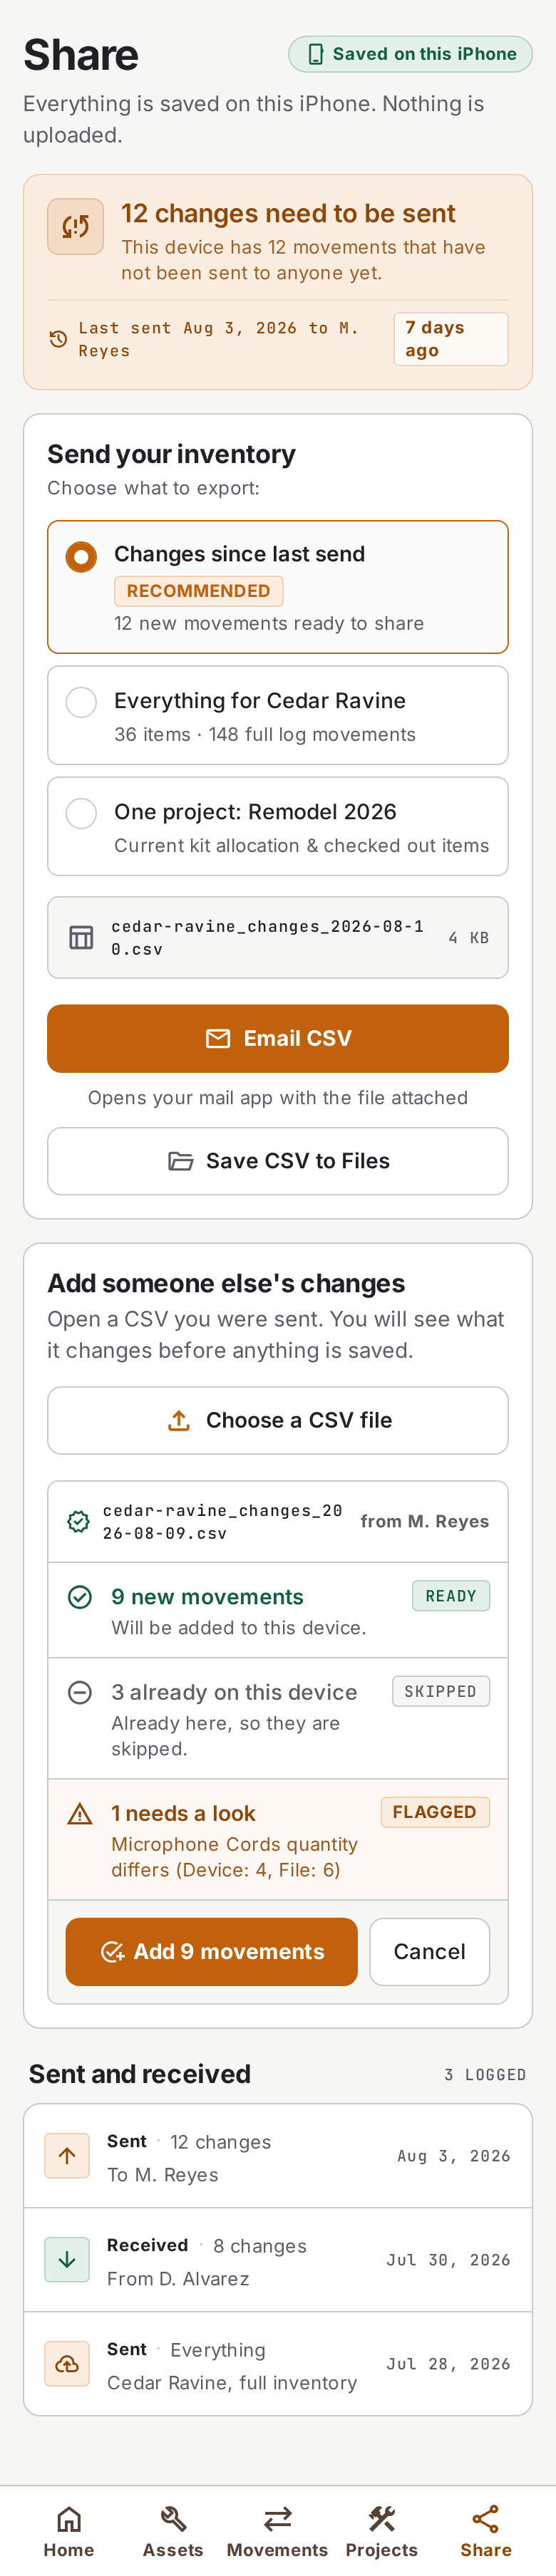 Share
Saved on this iPhone
Everything is saved on this iPhone. Nothing is
uploaded.
12 changes need to be sent
This device has 12 movements that have
not been sent to anyone yet.
Last sent Aug 3, 2026 to M.
Reyes
7 days
ago
Send your inventory
Choose what to export:
Changes since last send
RECOMMENDED
12 new movements ready to share
Everything for Cedar Ravine
36 items · 148 full log movements
One project: Remodel 2026
Current kit allocation & checked out items
cedar-ravine_changes_2026-08-1
0.csv
4 KB
Email CSV
Opens your mail app with the file attached
Save CSV to Files
Add someone else's changes
Open a CSV you were sent. You will see what
it changes before anything is saved.
Choose a CSV file
cedar-ravine_changes_20
26-08-09.csv
from M. Reyes
9 new movements
READY
Will be added to this device.
3 already on this device
SKIPPED
Already here, so they are
skipped.
1 needs a look
FLAGGED
Microphone Cords quantity
differs (Device: 4, File: 6)
Add 9 movements
Cancel
Sent and received
3 LOGGED
Sent · 12 changes
To M. Reyes
Aug 3, 2026
Received · 8 changes
From D. Alvarez
Jul 30, 2026
Sent · Everything
Cedar Ravine, full inventory
Jul 28, 2026
Home
Assets
Movements
Projects
Share